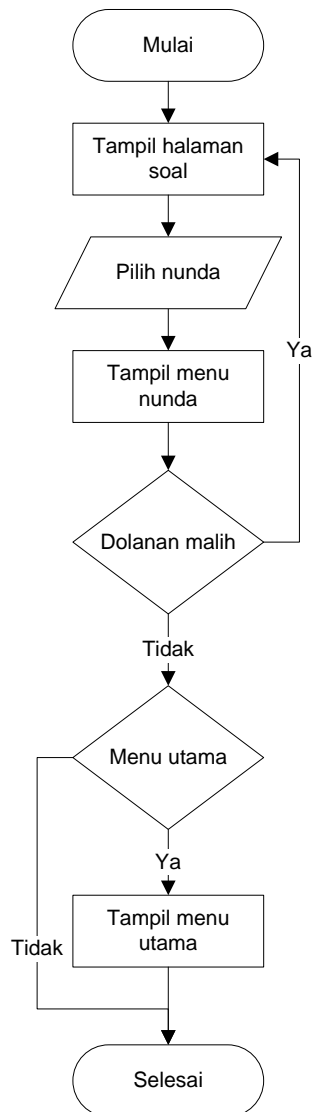 Mulai
Tampil halaman
soal
Pilih nunda
Ya
Tampil menu
nunda
Dolanan malih
Tidak
Menu utama
Ya
Tampil menu
utama
Tidak
Selesai